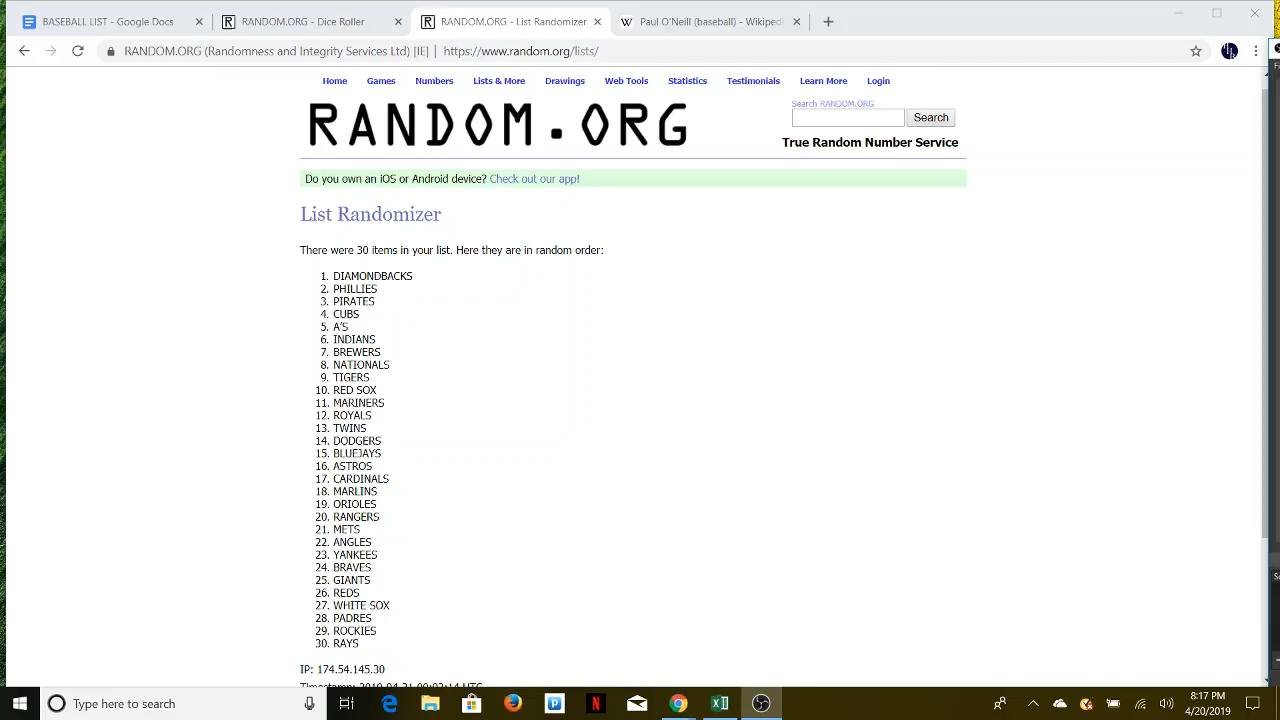 BASEBALL LIST - Google Docs
RANDOM.ORG - Dice Roller
RANDOM.ORG - List Randomizer
Paul O'Neill (baseball) - Wikiped
RANDOM.ORG (Randomness and Integrity Services Ltd) [IE] | https://www.random.org/lists/
Home Games Numbers Lists & More Drawings Web Tools Statistics Testimonials Learn More Login
RANDOM.ORG
Search RANDOM.ORG
Search
True Random Number Service
Do you own an iOS or Android device? Check out our app!
List Randomizer
There were 30 items in your list. Here they are in random order:
1. DIAMONDBACKS
2. PHILLIES
3. PIRATES
4. CUBS
5. A'S
6. INDIANS
7. BREWERS
8. NATIONALS
9. TIGERS
10. RED SOX
11. MARINERS
12. ROYALS
13. TWINS
14. DODGERS
15. BLUEJAYS
16. ASTROS
17. CARDINALS
18. MARLINS
19. ORIOLES
20. RANGERS
21. METS
22. ANGLES
23. YANKEES
24. BRAVES
25. GIANTS
26. REDS
27. WHITE SOX
28. PADRES
29. ROCKIES
30. RAYS
IP: 174.54.145.30
Type here to search
8:17 PM
4/20/2019